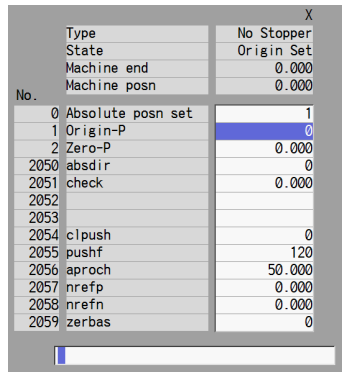 X
Type No Stopper
State Origin Set
Machine end 0.000
Machine posn 0.000
No.
0 Absolute posn set 1
1 Origin-P 0
2 Zero-P 0.000
2050 absdir 0
2051 check 0.000
2052
2053
2054 clpush 0
2055 pushf 120
2056 aproch 50.000
2057 nrefp 0.000
2058 nrefn 0.000
2059 zerbas 0